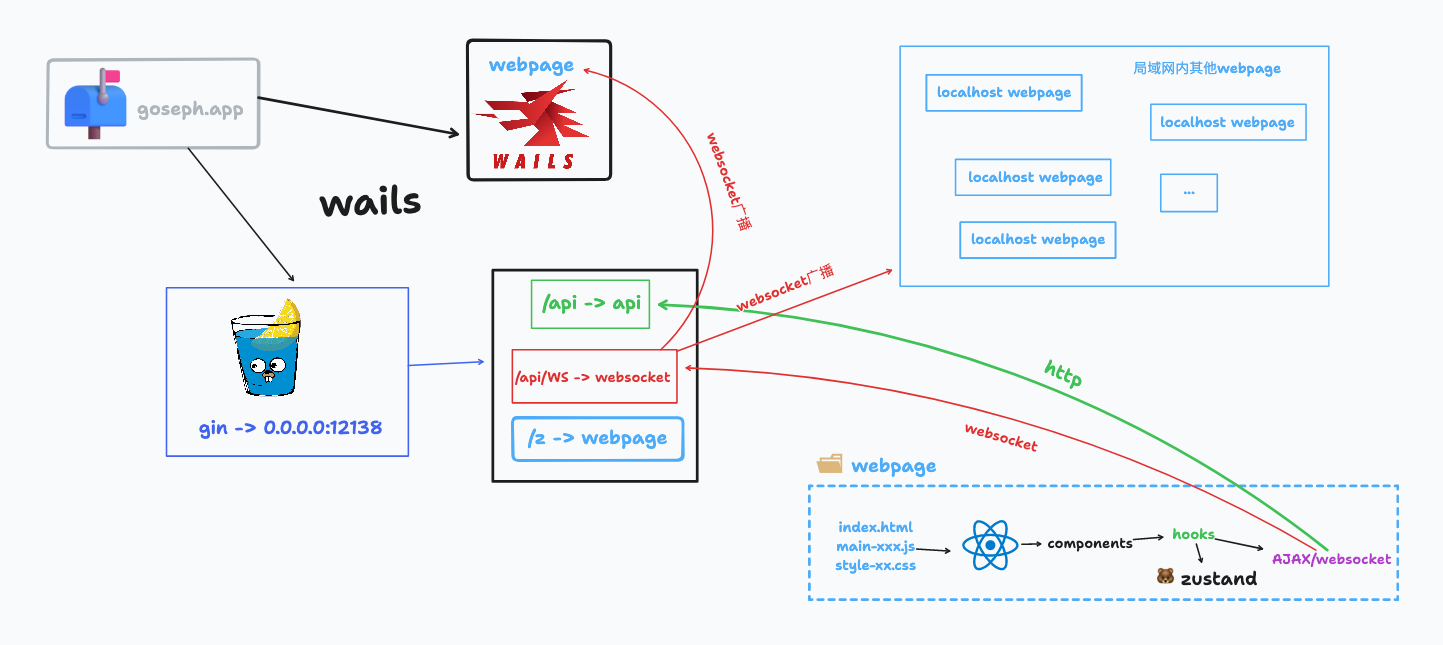 goseph.app
webpage
WAILS
wails
websocket广播
局域网内其他webpage
localhost webpage
localhost webpage
localhost webpage
...
localhost webpage
/api -> api
websocket广播
/api/WS -> websocket
/z -> webpage
gin -> 0.0.0.0:12138
http
websocket
webpage
index.html
main-xxx.js
style-xx.css
components
hooks
zustand
AJAX/websocket